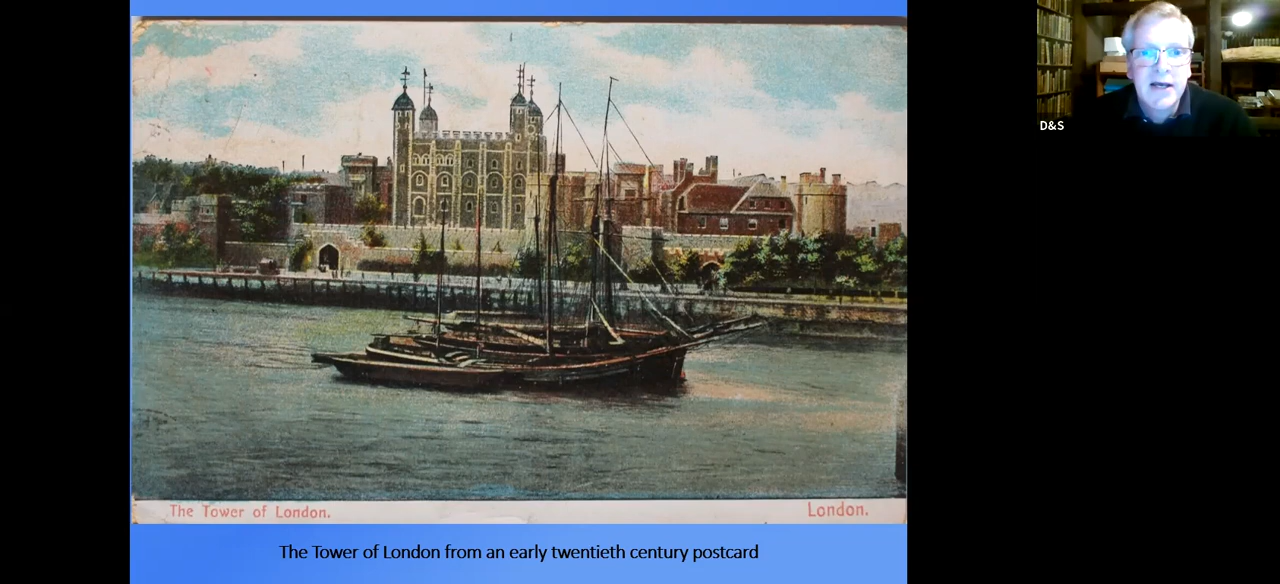 D&S
The Tower of London.
London.
The Tower of London from an early twentieth century postcard